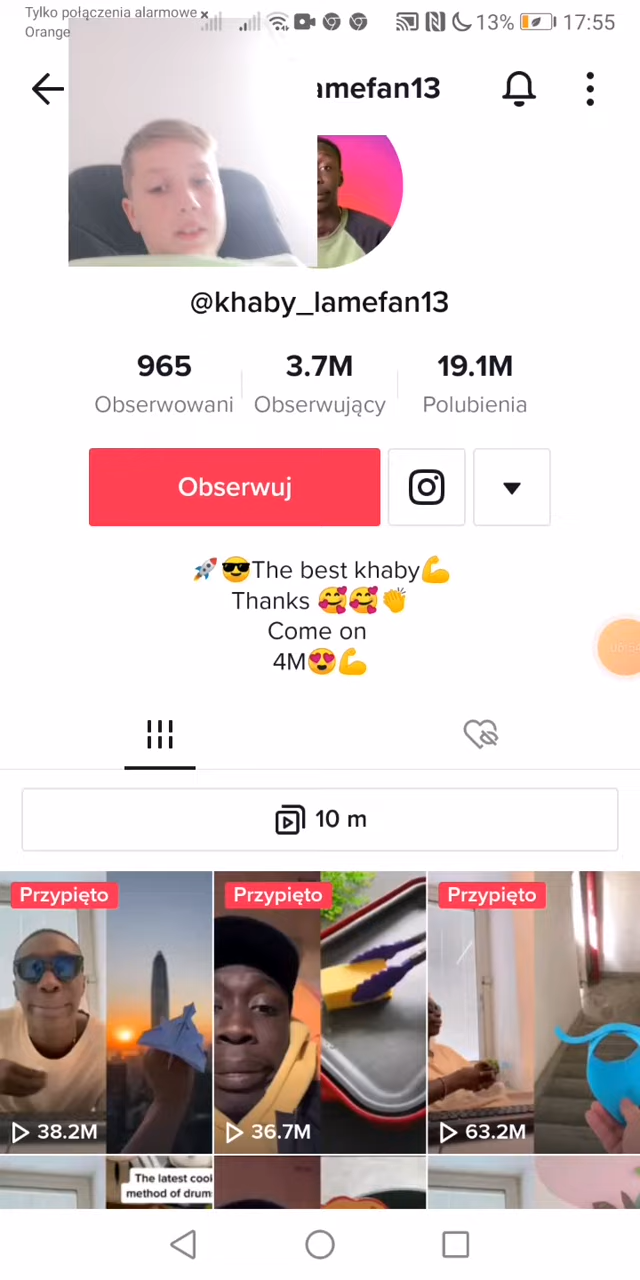 Tylko połączenia alarmowe
Orange
13% 17:55
amefan13
@khaby_lamefan13
965 3.7M 19.1M
Obserwowani Obserwujący Polubienia
Obserwuj
🚀😎The best khaby💪
Thanks 🥰🥰👏
Come on
4M😍💪
10 m
Przypięto Przypięto Przypięto
38.2M 36.7M 63.2M
The latest cool
method of drum